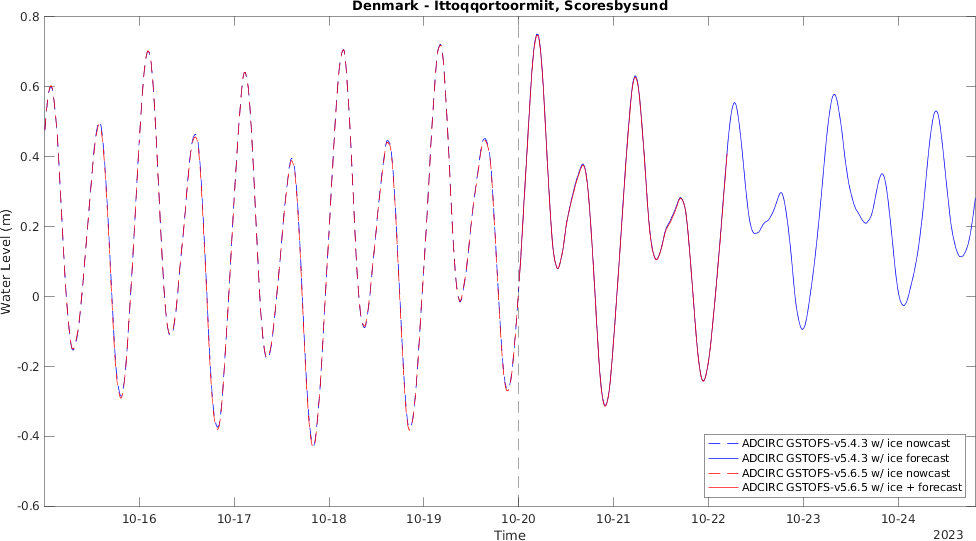 Denmark - Ittoqqortoormiit, Scoresbysund
0.8
0.6
0.4
0.2
0
-0.2
-0.4
-0.6
Water Level (m)
ADCIRC GSTOFS-v5.4.3 w/ ice nowcast
ADCIRC GSTOFS-v5.4.3 w/ ice forecast
ADCIRC GSTOFS-v5.6.5 w/ ice nowcast
ADCIRC GSTOFS-v5.6.5 w/ ice + forecast
10-16 10-17 10-18 10-19 10-20 10-21 10-22 10-23 10-24
Time
2023